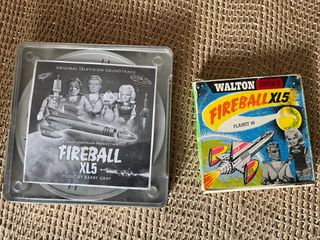 ORIGINAL TELEVISION SOUNDTRACK
FIREBALL
XL5
MUSIC BY BARRY GRAY
WALTON
FIREBALL XL5
PLANET 46